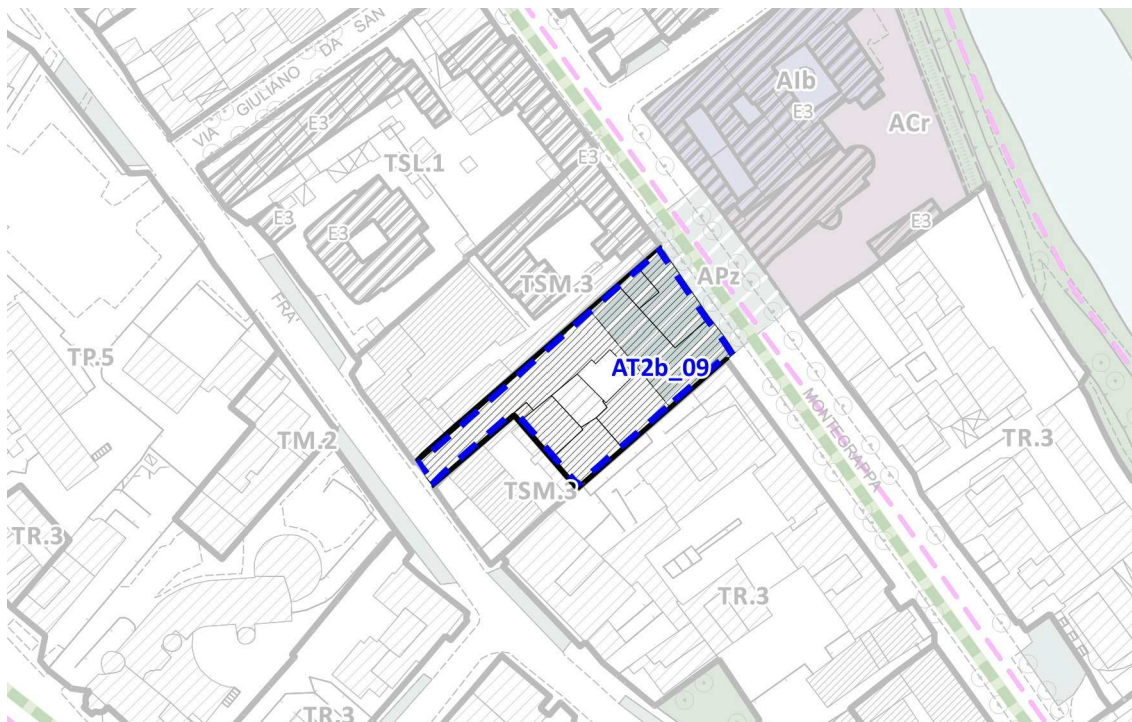 VIA GIULIANO DA SAN
E3
TSL.1
E3
E3
E3
AIb
E3
ACr
E3
TSM.3
APz
TP.5
FRA'
AT2b_09
TM.2
MONTEGRAPPA
TR.3
TSM.3
TR.3
TR.3
TR.3